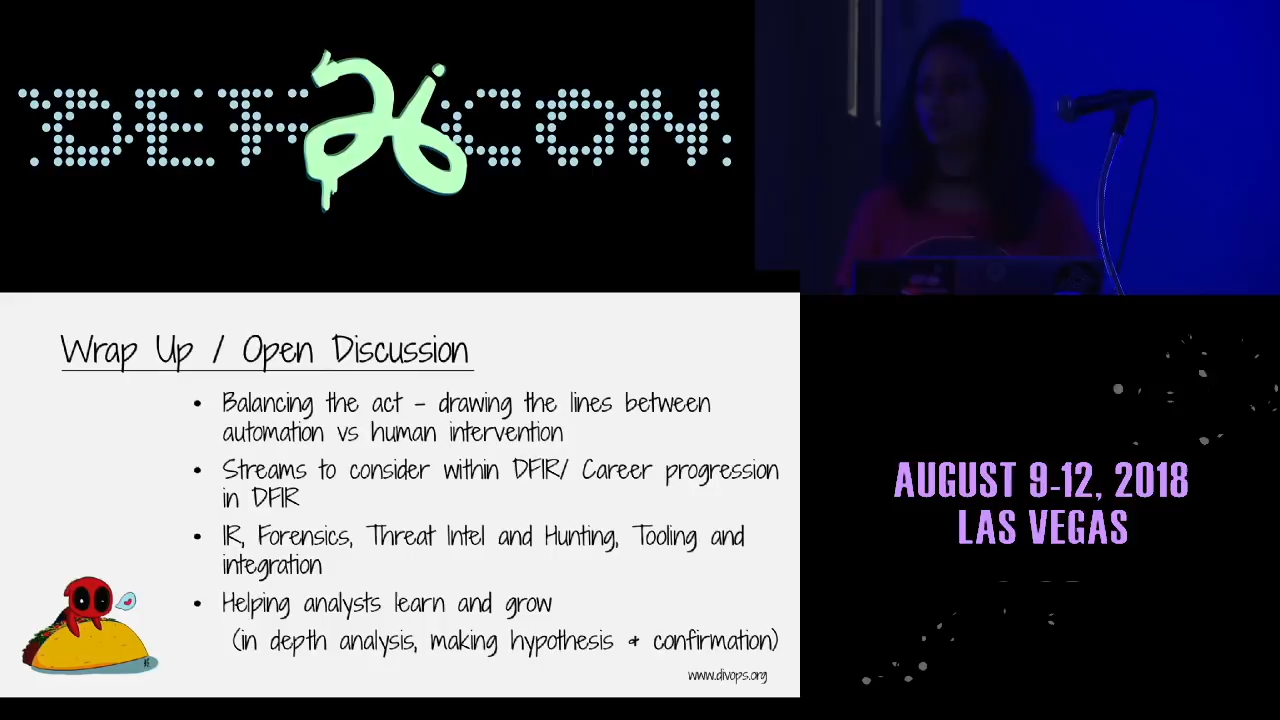 DEF 26 CON
Wrap Up / Open Discussion
• Balancing the act - drawing the lines between
automation vs human intervention
• Streams to consider within DFIR/ Career progression
in DFIR
• IR, Forensics, Threat Intel and Hunting, Tooling and
integration
• Helping analysts learn and grow
(in depth analysis, making hypothesis & confirmation)
www.divops.org
AUGUST 9-12, 2018
LAS VEGAS